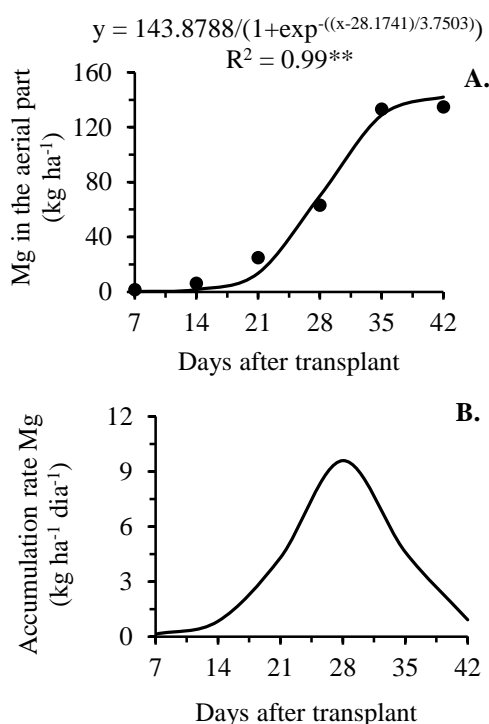 y = 143.8788/(1+exp⁻⁽⁽ˣ⁻²⁸·¹⁷⁴¹⁾/³·⁷⁵⁰³⁾)
R² = 0.99**
A.
Mg in the aerial part
(kg ha⁻¹)
160
120
80
40
0
7 14 21 28 35 42
Days after transplant
B.
Accumulation rate Mg
(kg ha⁻¹ dia⁻¹)
12
9
6
3
0
7 14 21 28 35 42
Days after transplant